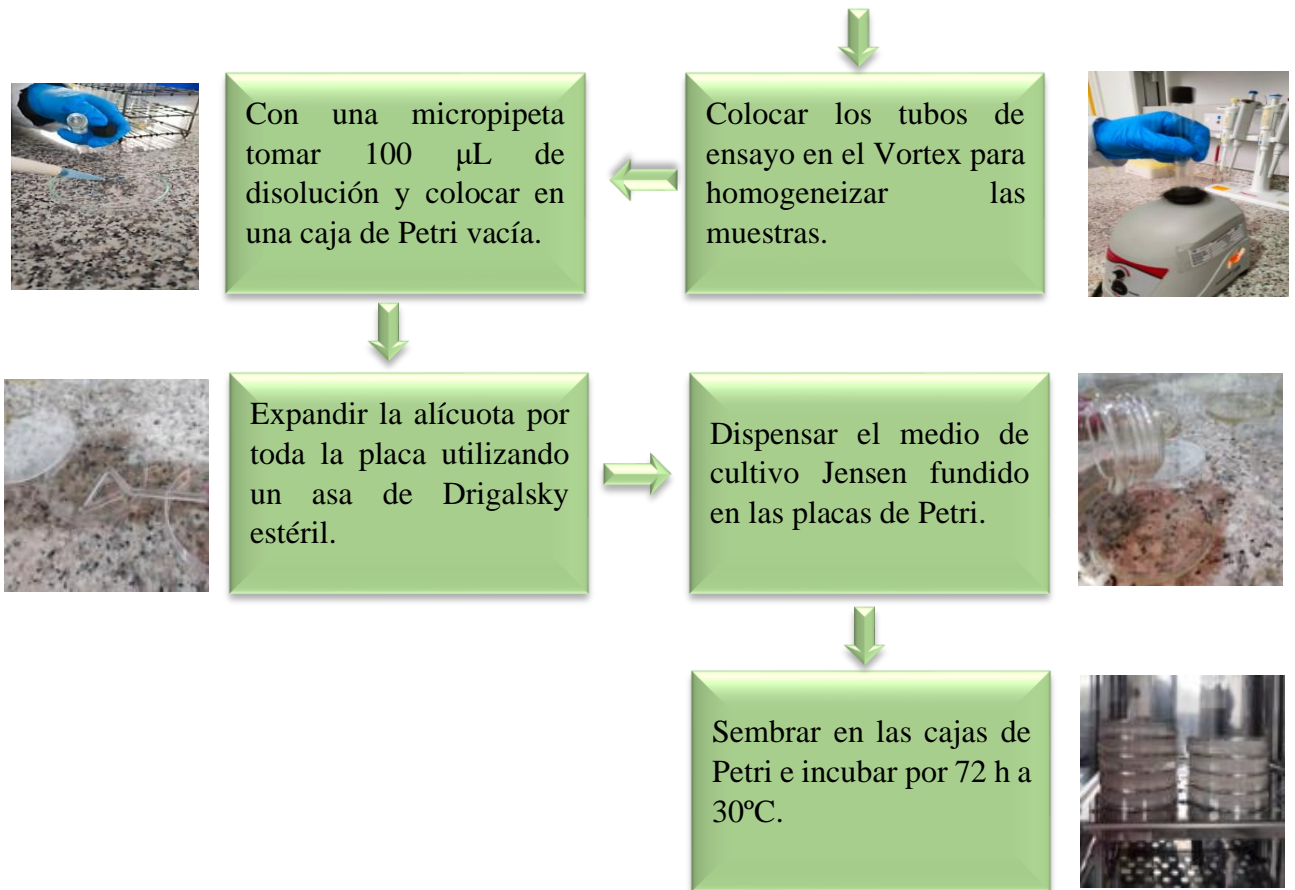 Colocar los tubos de
ensayo en el Vortex para
homogeneizar las
muestras.
Con una micropipeta
tomar 100 μL de
disolución y colocar en
una caja de Petri vacía.
Expandir la alícuota por
toda la placa utilizando
un asa de Drigalsky
estéril.
Dispensar el medio de
cultivo Jensen fundido
en las placas de Petri.
Sembrar en las cajas de
Petri e incubar por 72 h a
30ºC.